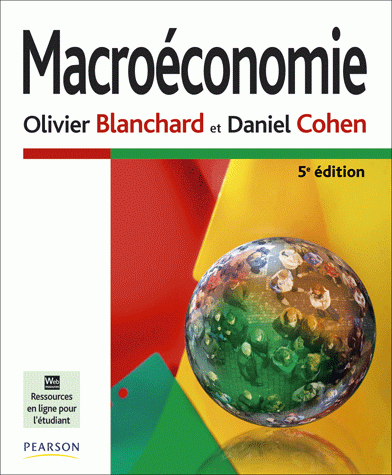 Macroéconomie
Olivier Blanchard et Daniel Cohen
5e édition
Web
Ressources
en ligne pour
l'étudiant
PEARSON